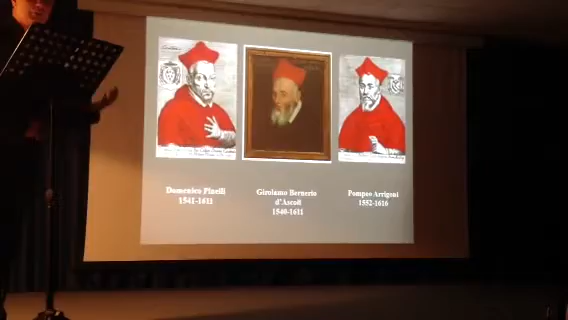 Domenico Pinelli
1541-1611
Girolamo Bernerio
d'Ascoli
1540-1611
Pompeo Arrigoni
1552-1616